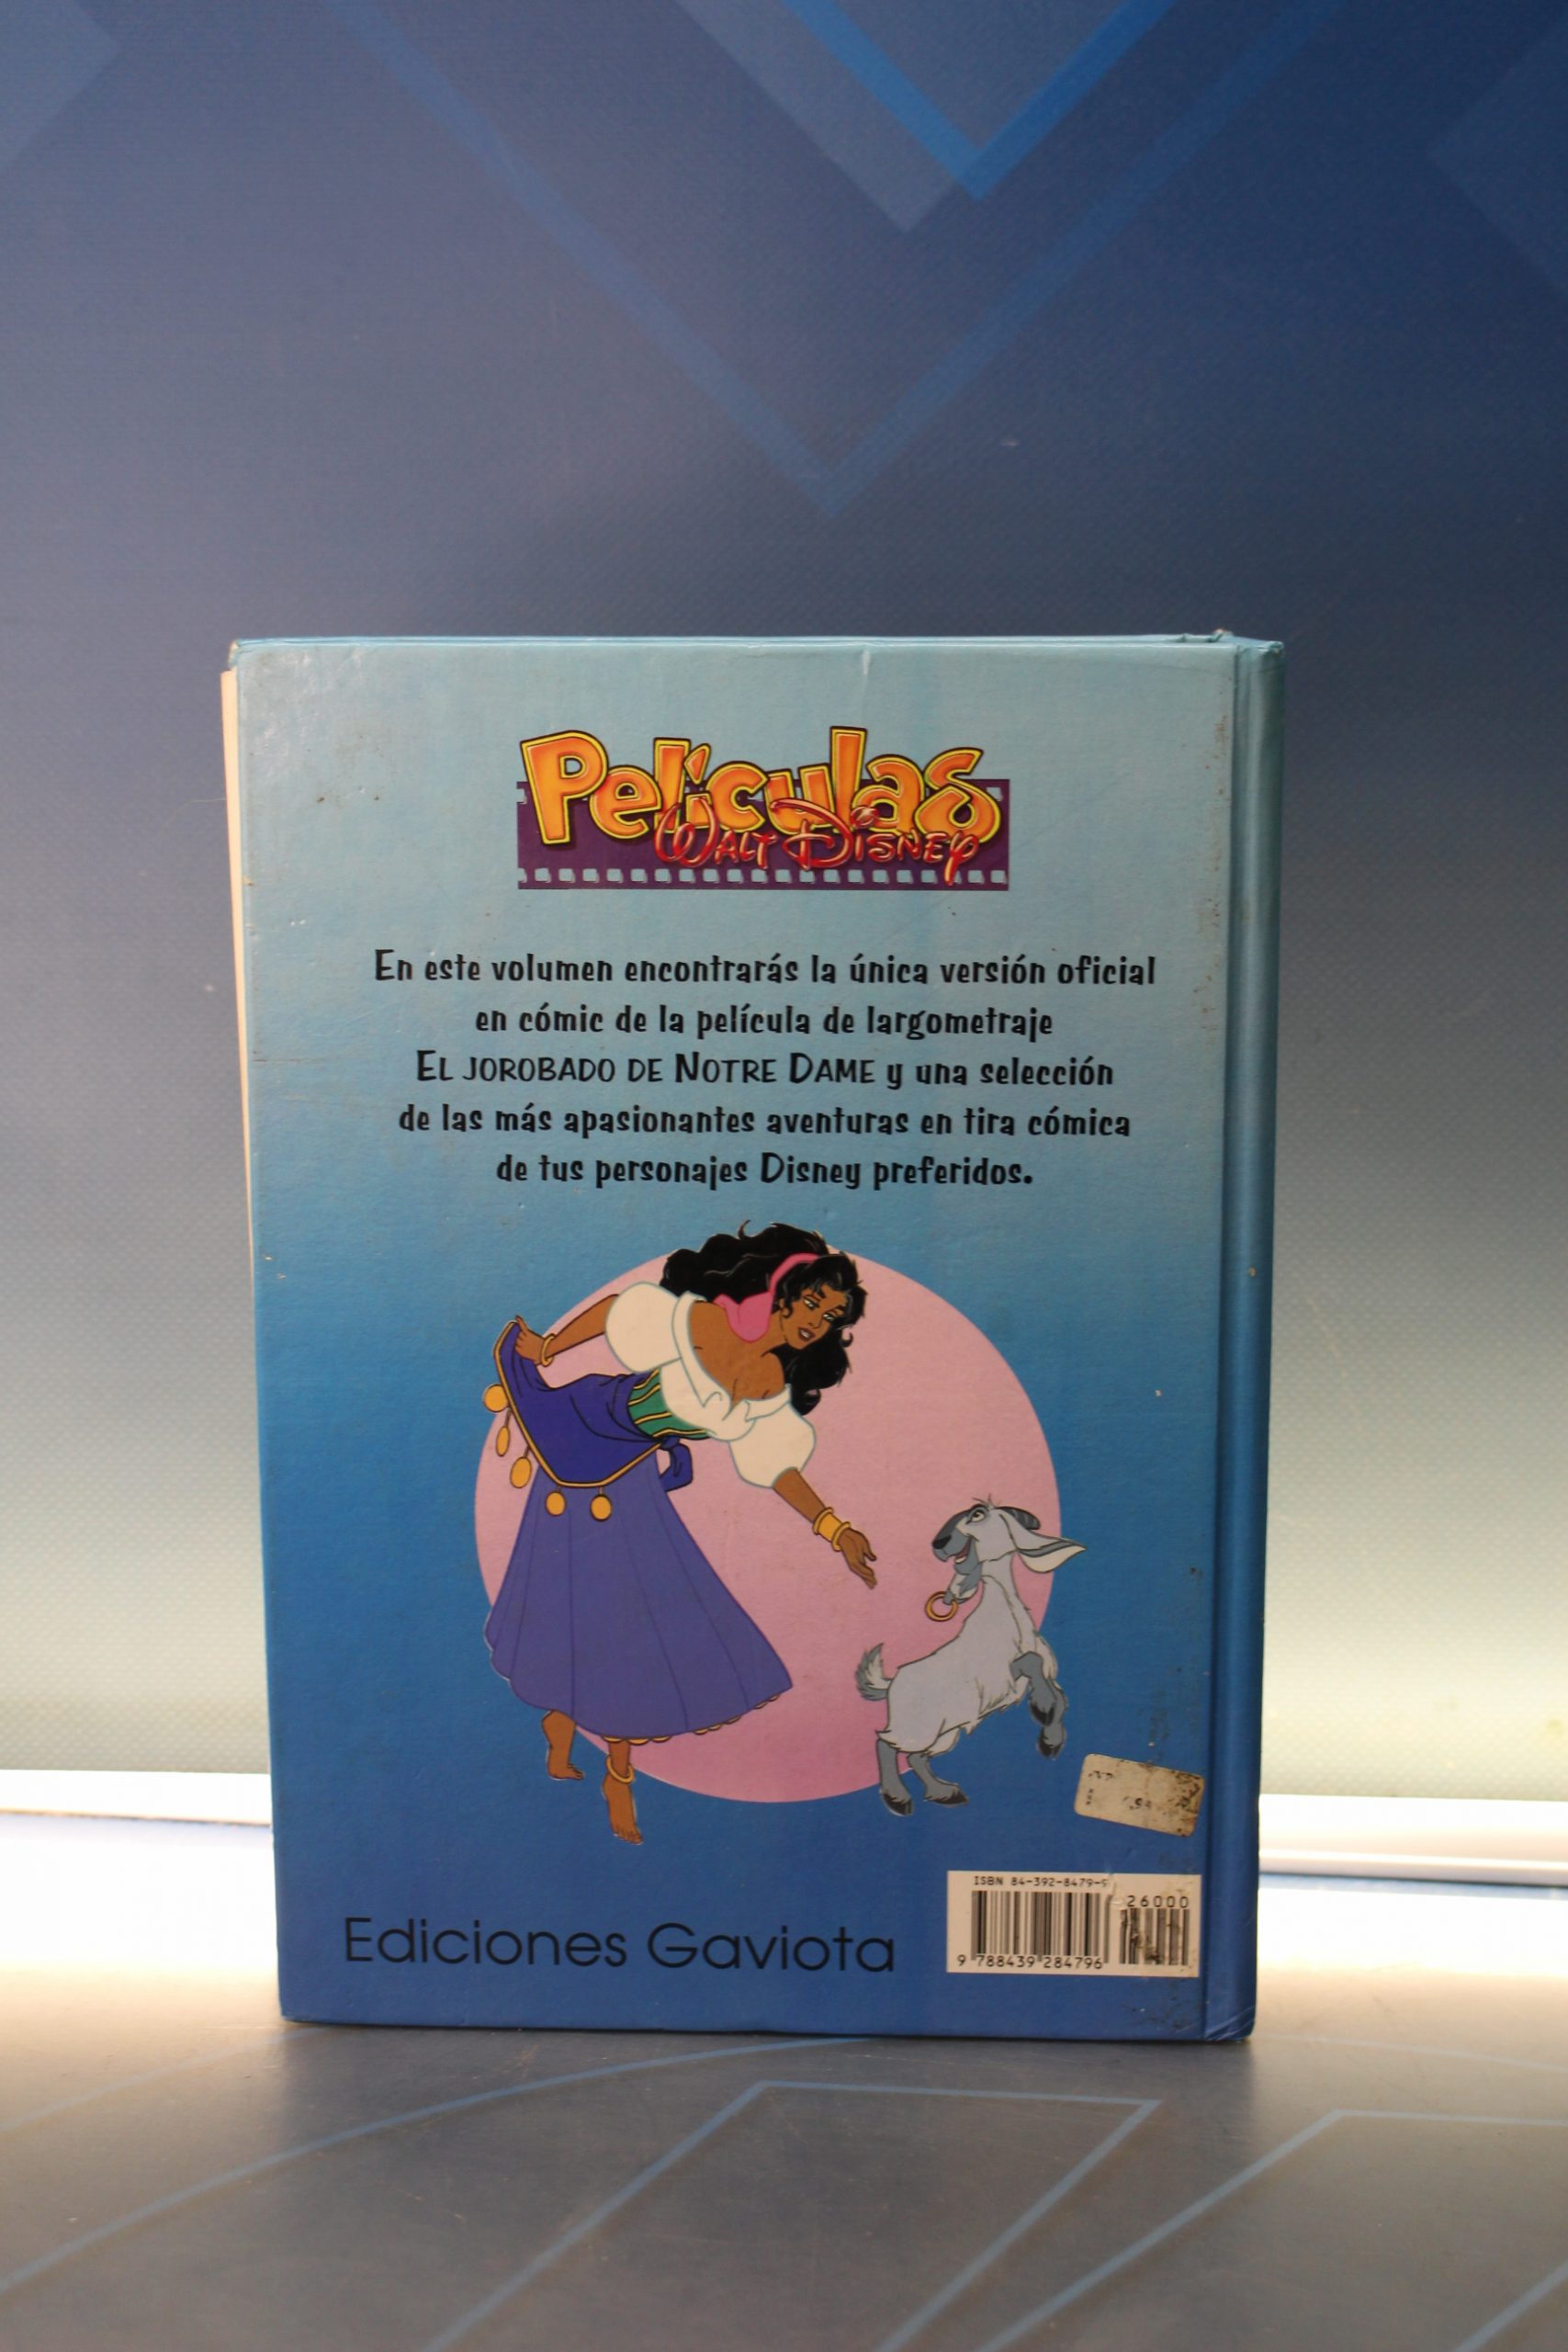 Películas
WALT DISNEY
En este volumen encontrarás la única versión oficial
en cómic de la película de largometraje
EL JOROBADO DE NOTRE DAME y una selección
de las más apasionantes aventuras en tira cómica
de tus personajes Disney preferidos.
ISBN 84-392-8479-
26000
9 788439 284796
Ediciones Gaviota